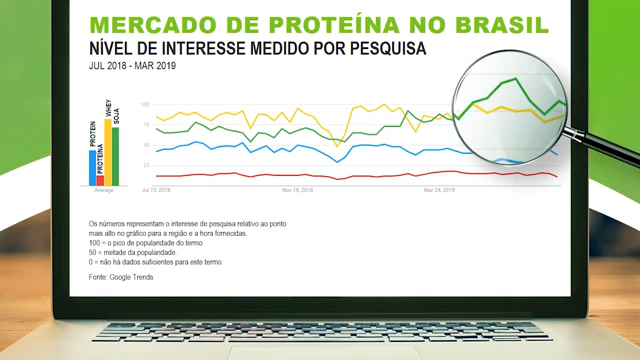 MERCADO DE PROTEÍNA NO BRASIL
NÍVEL DE INTERESSE MEDIDO POR PESQUISA
JUL 2018 - MAR 2019
PROTEIN
PROTEÍNA
WHEY
SOJA
Average
100
75
50
25
Jul 15, 2018
Nov 18, 2018
Mar 24, 2019
Os números representam o interesse de pesquisa relativo ao ponto
mais alto no gráfico para a região e a hora fornecidas.
100 = o pico de popularidade do termo.
50 = metade da popularidade.
0 = não há dados suficientes para este termo.
Fonte: Google Trends